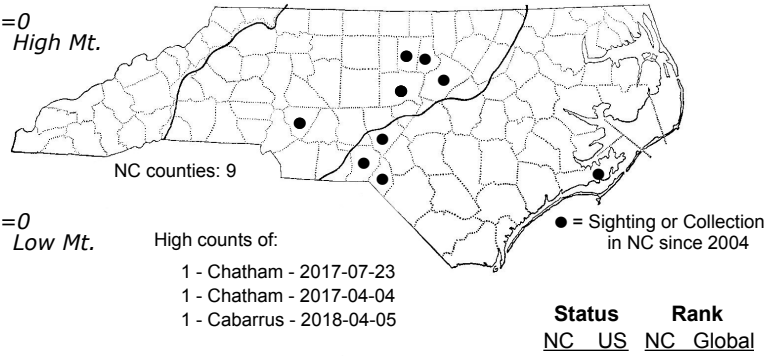 =0
High Mt.
NC counties: 9
=0
Low Mt.
High counts of:
1 - Chatham - 2017-07-23
1 - Chatham - 2017-04-04
1 - Cabarrus - 2018-04-05
● = Sighting or Collection
in NC since 2004
Status Rank
NC US NC Global